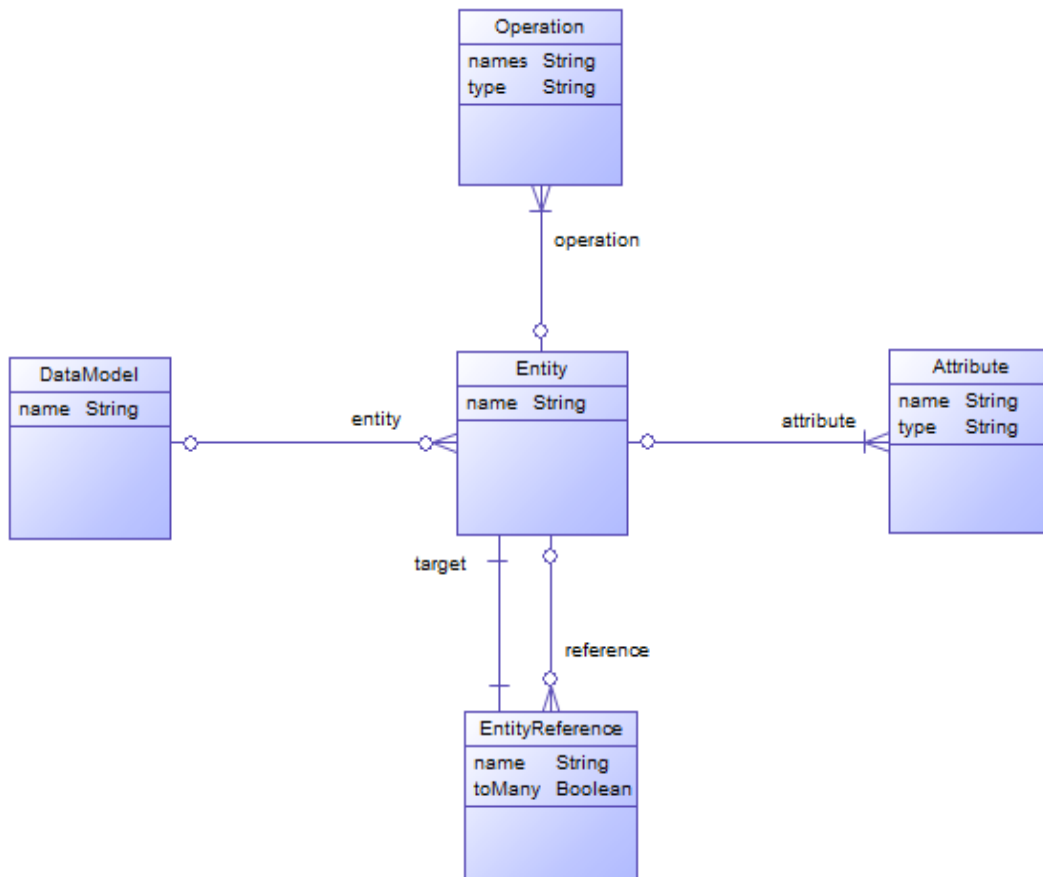 Operation
names String
type String
operation
DataModel
name String
entity
Entity
name String
attribute
Attribute
name String
type String
target
reference
EntityReference
name String
toMany Boolean